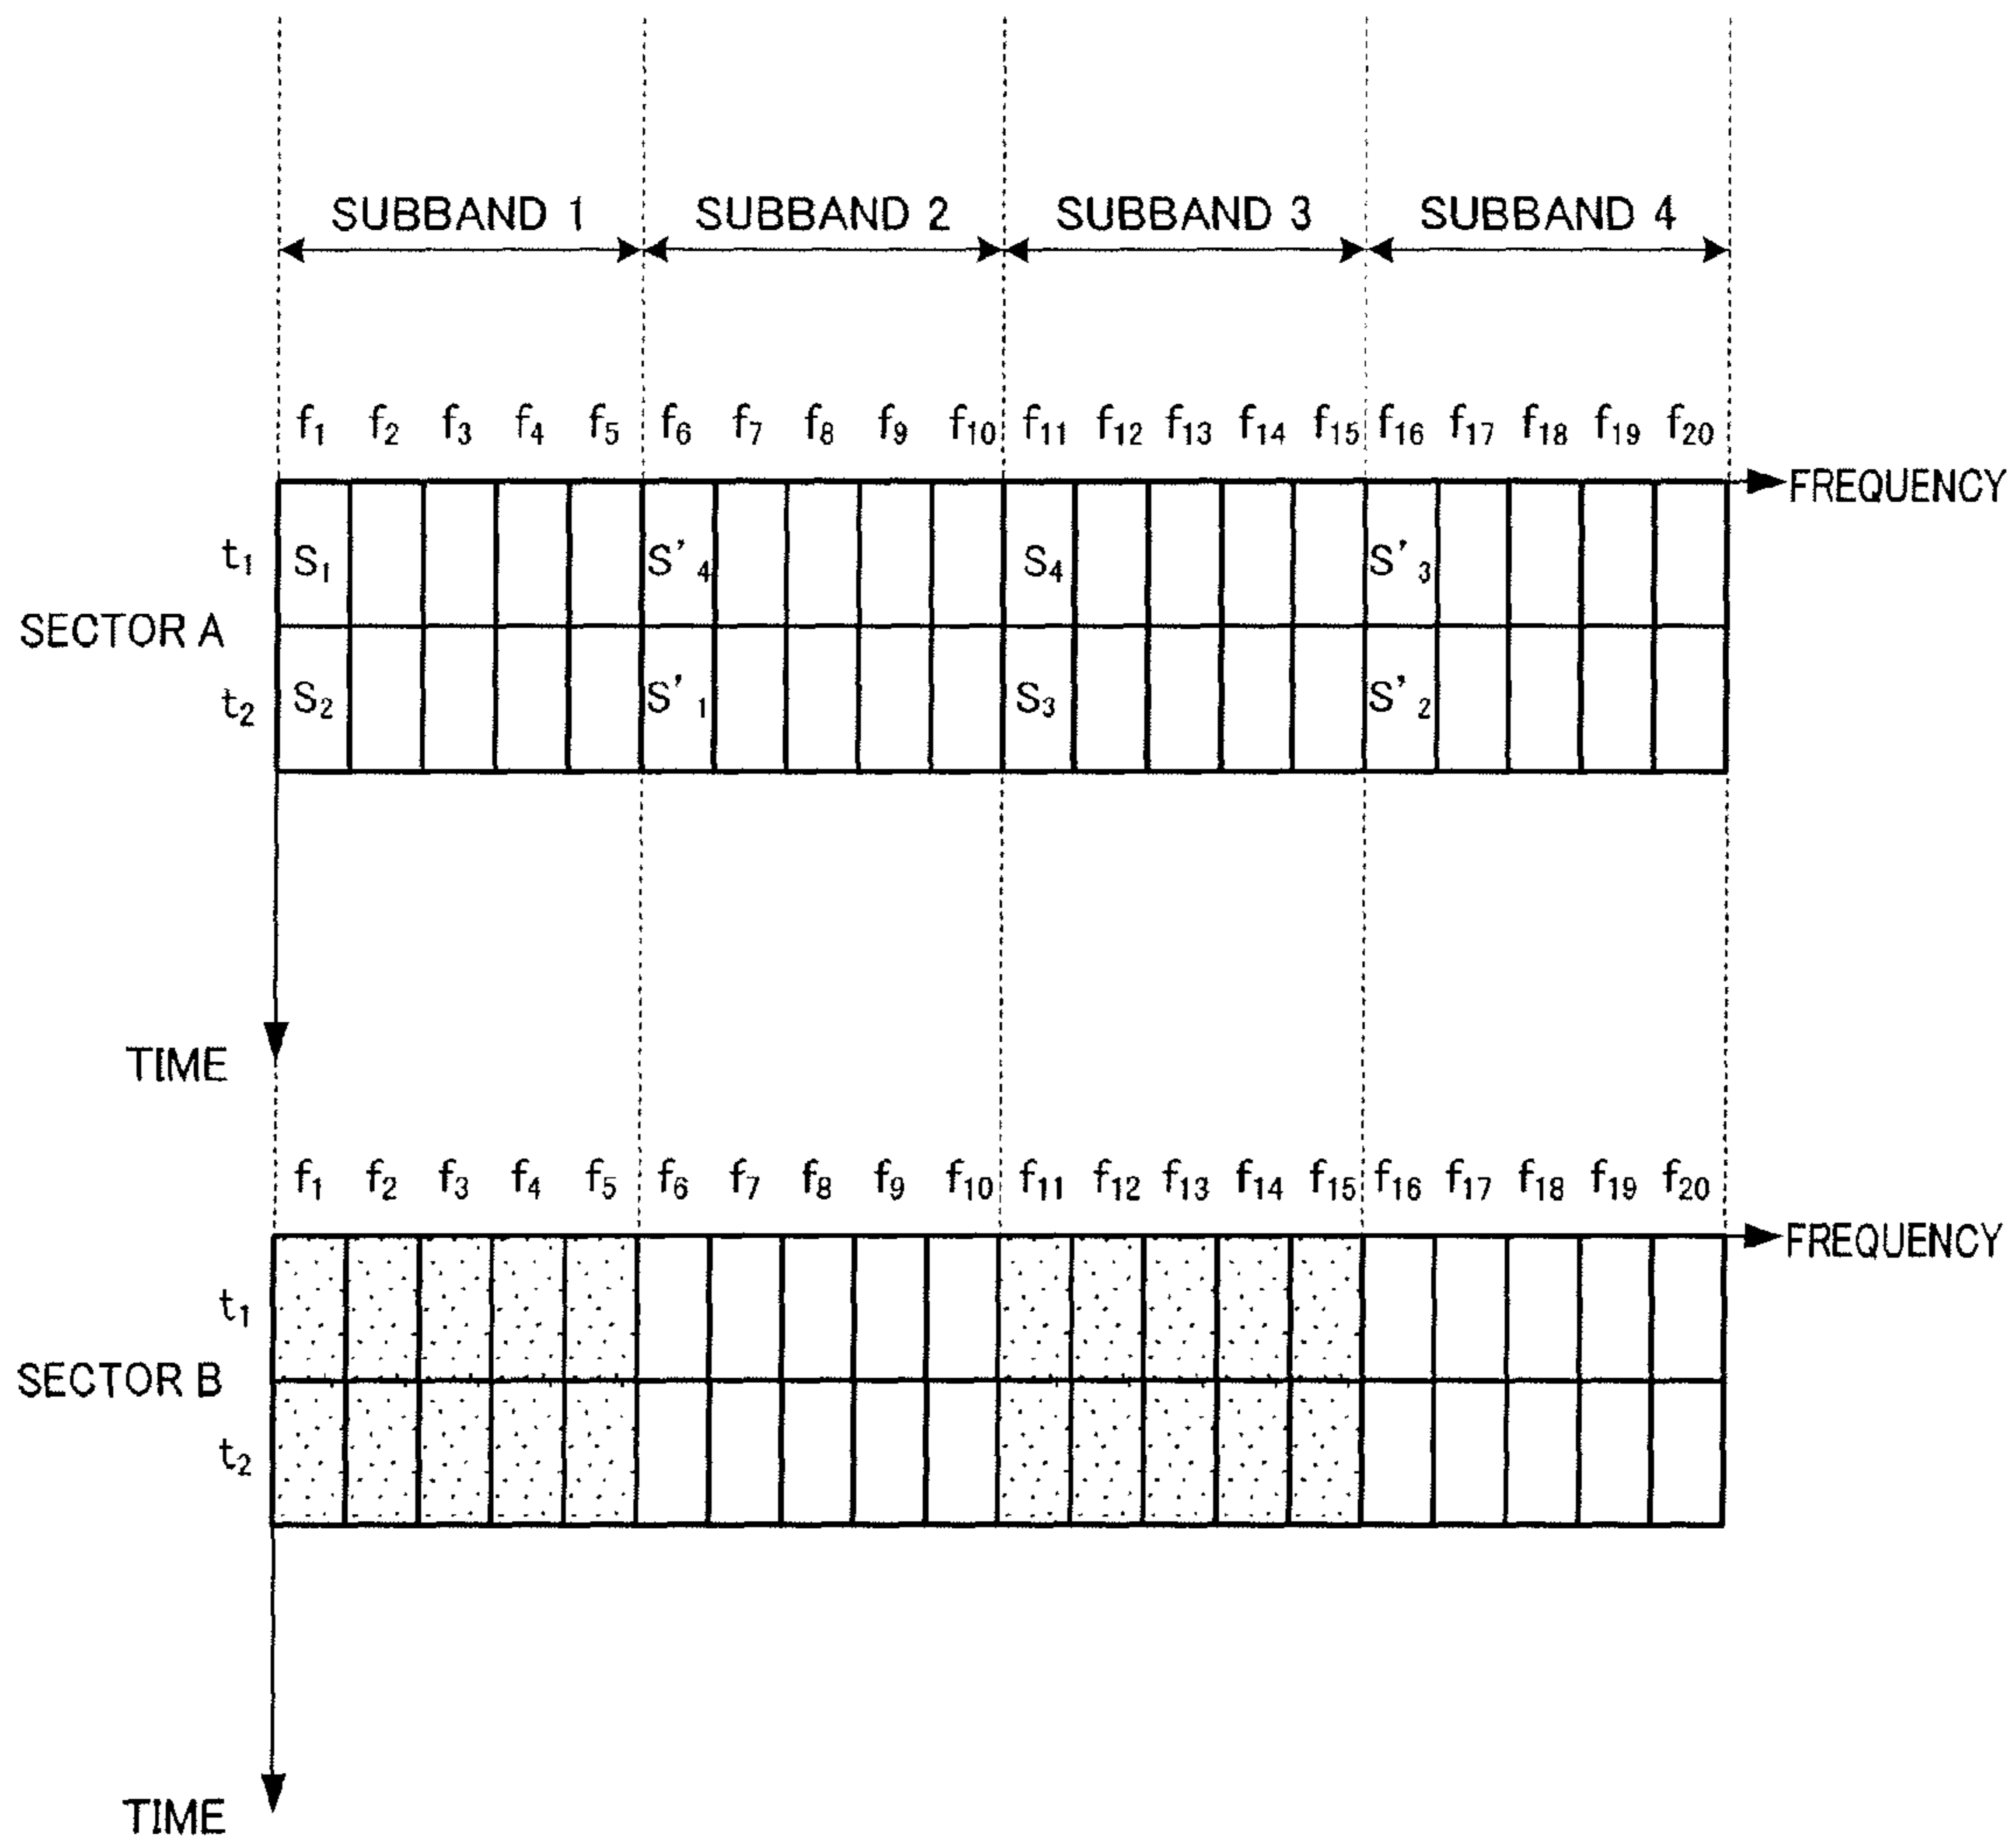 SUBBAND 1 SUBBAND 2 SUBBAND 3 SUBBAND 4
f1 f2 f3 f4 f5 f6 f7 f8 f9 f10 f11 f12 f13 f14 f15 f16 f17 f18 f19 f20
FREQUENCY
t1 S1 S'4 S4 S'3
SECTOR A
t2 S2 S'1 S3 S'2
TIME
f1 f2 f3 f4 f5 f6 f7 f8 f9 f10 f11 f12 f13 f14 f15 f16 f17 f18 f19 f20
FREQUENCY
t1
SECTOR B
t2
TIME